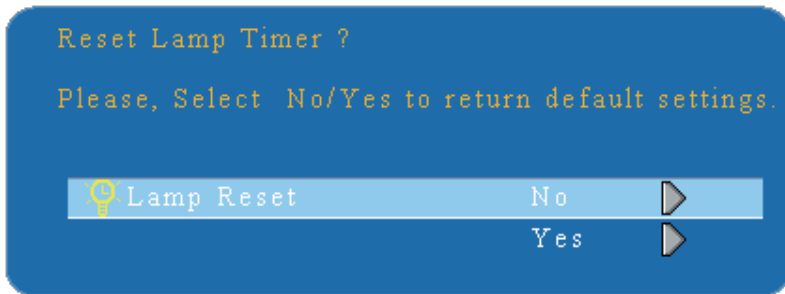 Reset Lamp Timer ?
Please, Select No/Yes to return default settings.
Lamp Reset No
Yes